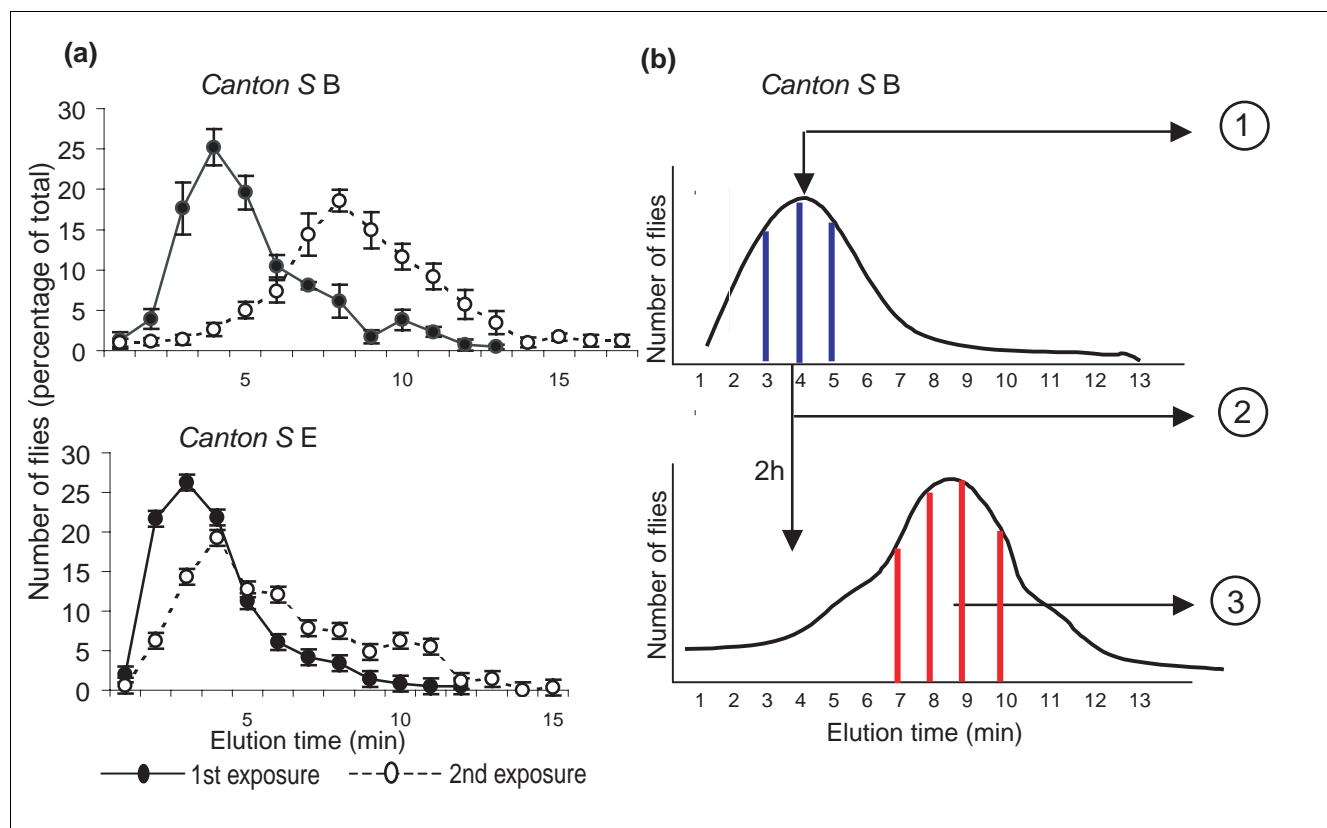 (a)
Canton S B
Number of flies (percentage of total)
30
25
20
15
10
5
0
5
10
15
Canton S E
30
25
20
15
10
5
0
5
10
15
Elution time (min)
1st exposure
2nd exposure
(b)
Canton S B
1
Number of flies
1 2 3 4 5 6 7 8 9 10 11 12 13
2
2h
Number of flies
3
1 2 3 4 5 6 7 8 9 10 11 12 13
Elution time (min)